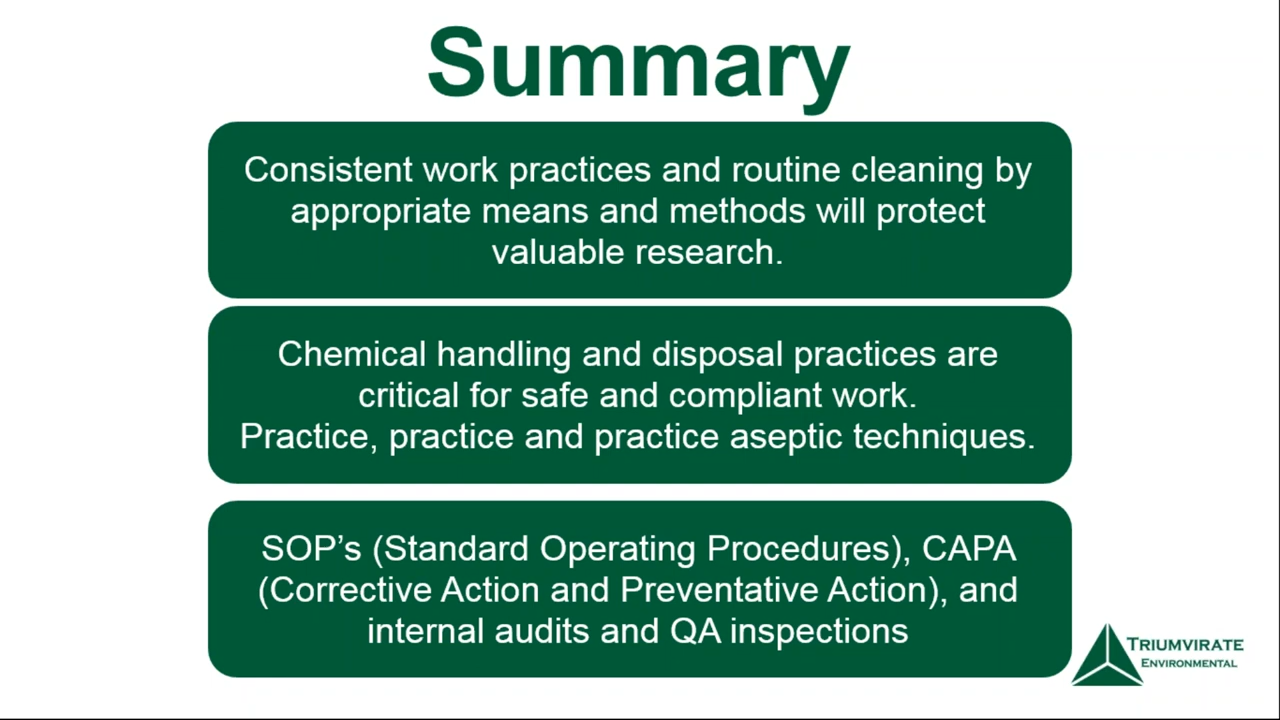 Summary
Consistent work practices and routine cleaning by
appropriate means and methods will protect
valuable research.
Chemical handling and disposal practices are
critical for safe and compliant work.
Practice, practice and practice aseptic techniques.
SOP’s (Standard Operating Procedures), CAPA
(Corrective Action and Preventative Action), and
internal audits and QA inspections
TRIUMVIRATE
ENVIRONMENTAL